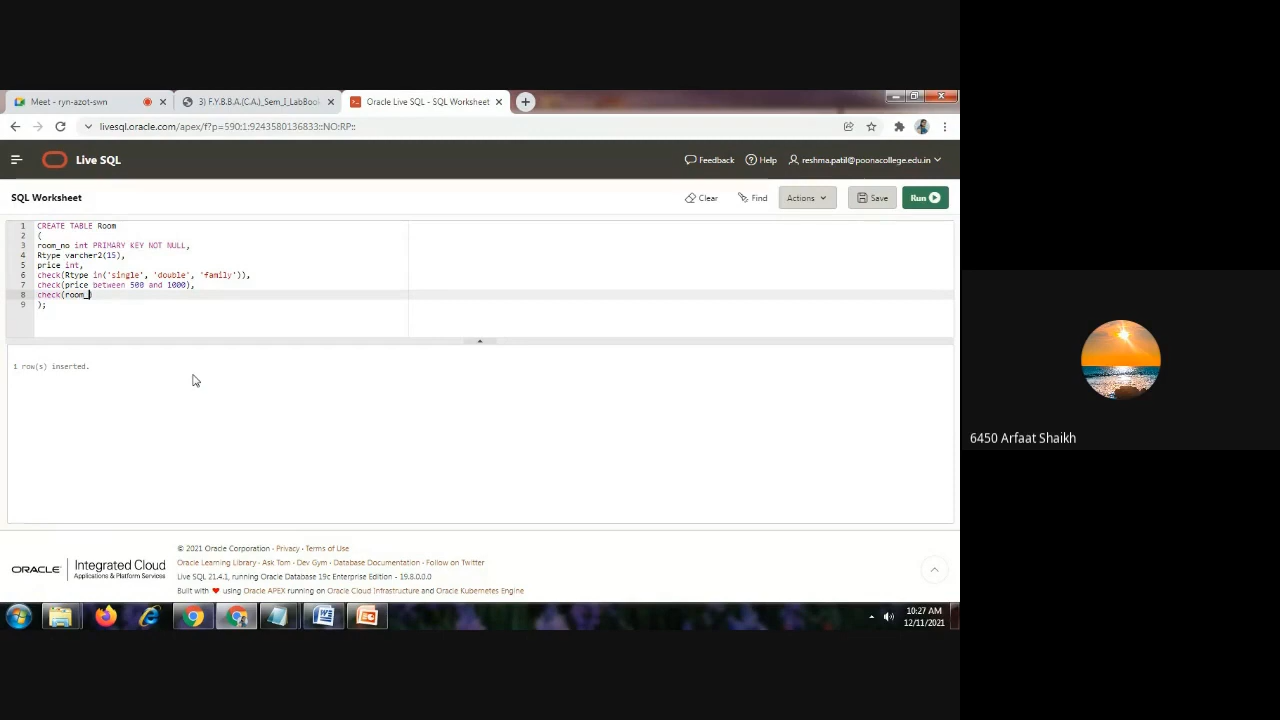 Meet - ryn-azot-swn
F.Y.B.B.A.(C.A.)_Sem_I_LabBook
Oracle Live SQL - SQL Worksheet
livesql.oracle.com/apex/f?p=590:1:9243580136833::NO:RP::
Live SQL
Feedback
Help
reshma.patil@poonacollege.edu.in
SQL Worksheet
Clear
Find
Actions
Save
Run
1 CREATE TABLE Room
2 (
3 room_no int PRIMARY KEY NOT NULL,
4 Rtype varcher2(15),
5 price int,
6 check(Rtype in('single', 'double', 'family')),
7 check(price between 500 and 1000),
8 check(room_)
9 );
1 row(s) inserted.
6450 Arfaat Shaikh
© 2021 Oracle Corporation · Privacy · Terms of Use
Oracle Learning Library · Ask Tom · Dev Gym · Database Documentation · Follow on Twitter
Live SQL 21.4.1, running Oracle Database 19c Enterprise Edition - 19.8.0.0.0
Built with ♥ using Oracle APEX running on Oracle Cloud Infrastructure and Oracle Kubernetes Engine
ORACLE
Integrated Cloud
Applications & Platform Services
10:27 AM
12/11/2021